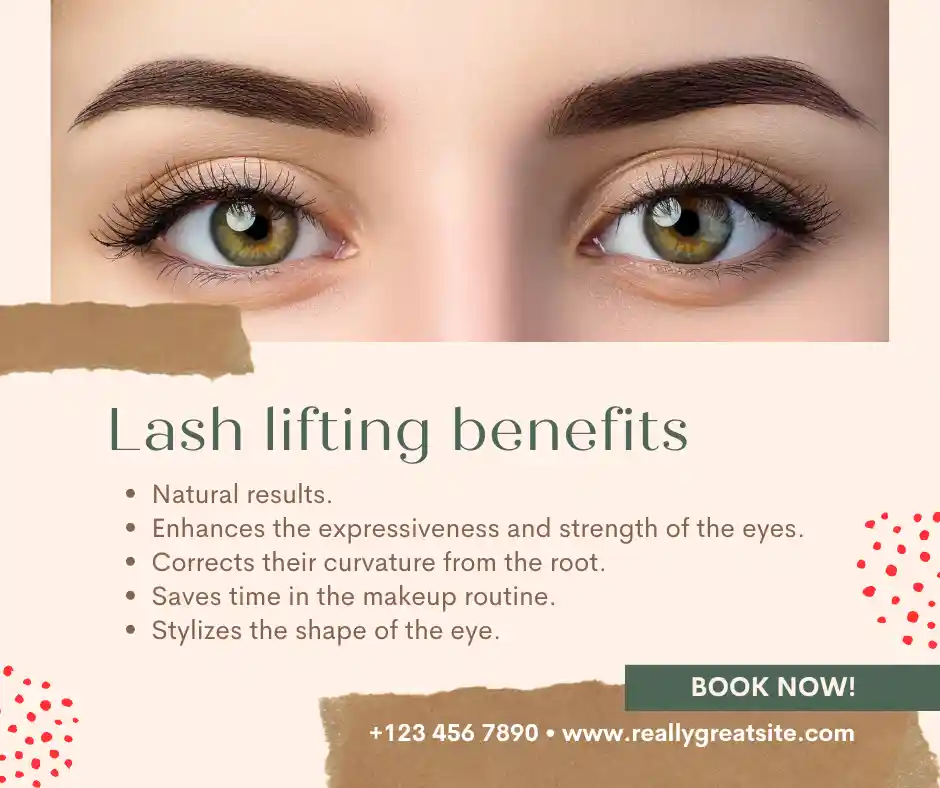 Lash lifting benefits
• Natural results.
• Enhances the expressiveness and strength of the eyes.
• Corrects their curvature from the root.
• Saves time in the makeup routine.
• Stylizes the shape of the eye.
BOOK NOW!
+123 456 7890 • www.reallygreatsite.com